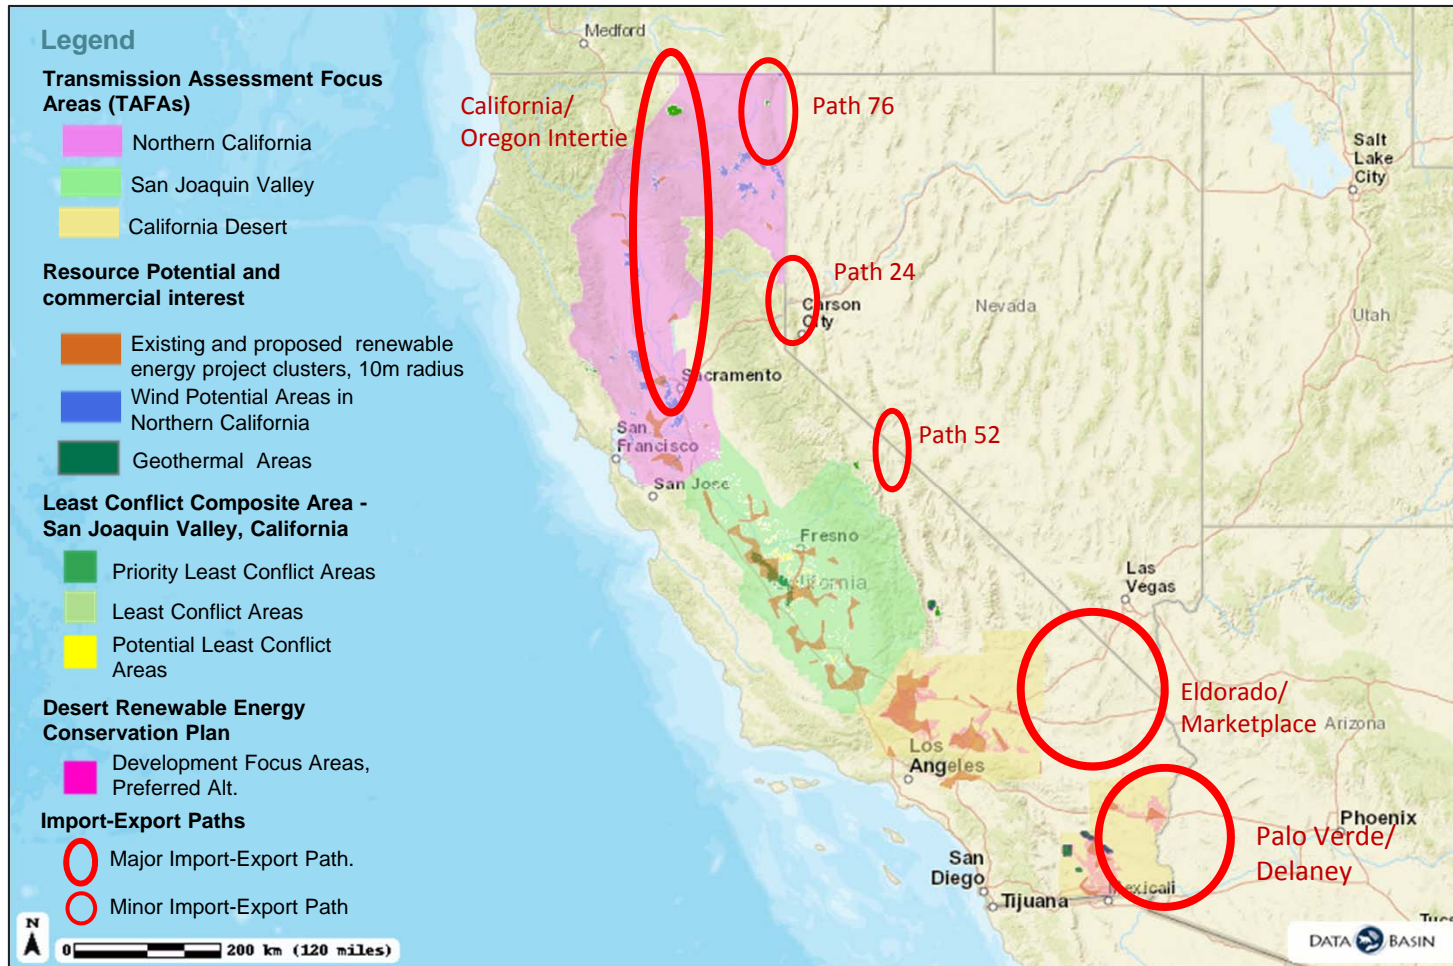 Legend
Transmission Assessment Focus
Areas (TAFAs)
Northern California
San Joaquin Valley
California Desert
Resource Potential and
commercial interest
Existing and proposed renewable
energy project clusters, 10m radius
Wind Potential Areas in
Northern California
Geothermal Areas
Least Conflict Composite Area -
San Joaquin Valley, California
Priority Least Conflict Areas
Least Conflict Areas
Potential Least Conflict
Areas
Desert Renewable Energy
Conservation Plan
Development Focus Areas,
Preferred Alt.
Import-Export Paths
Major Import-Export Path.
Minor Import-Export Path
N
0
200 km (120 miles)
Medford
California/
Oregon Intertie
Path 76
Salt
Lake
City
Path 24
Carson
City
Nevada
Utah
Sacramento
Path 52
San
Francisco
San Jose
Fresno
California
Las
Vegas
Eldorado/
Marketplace
Arizona
Los
Angeles
Phoenix
Palo Verde/
Delaney
San
Diego
Tijuana
Mexicali
DATA BASIN